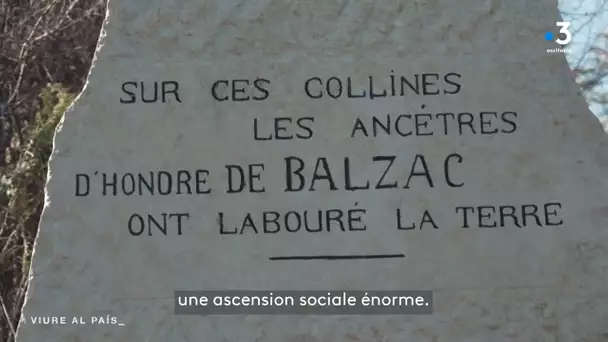 3
occitanie
SUR CES COLLINES
LES ANCÊTRES
D'HONORE DE BALZAC
ONT LABOURÉ LA TERRE
une ascension sociale énorme.
VIURE AL PAÍS_